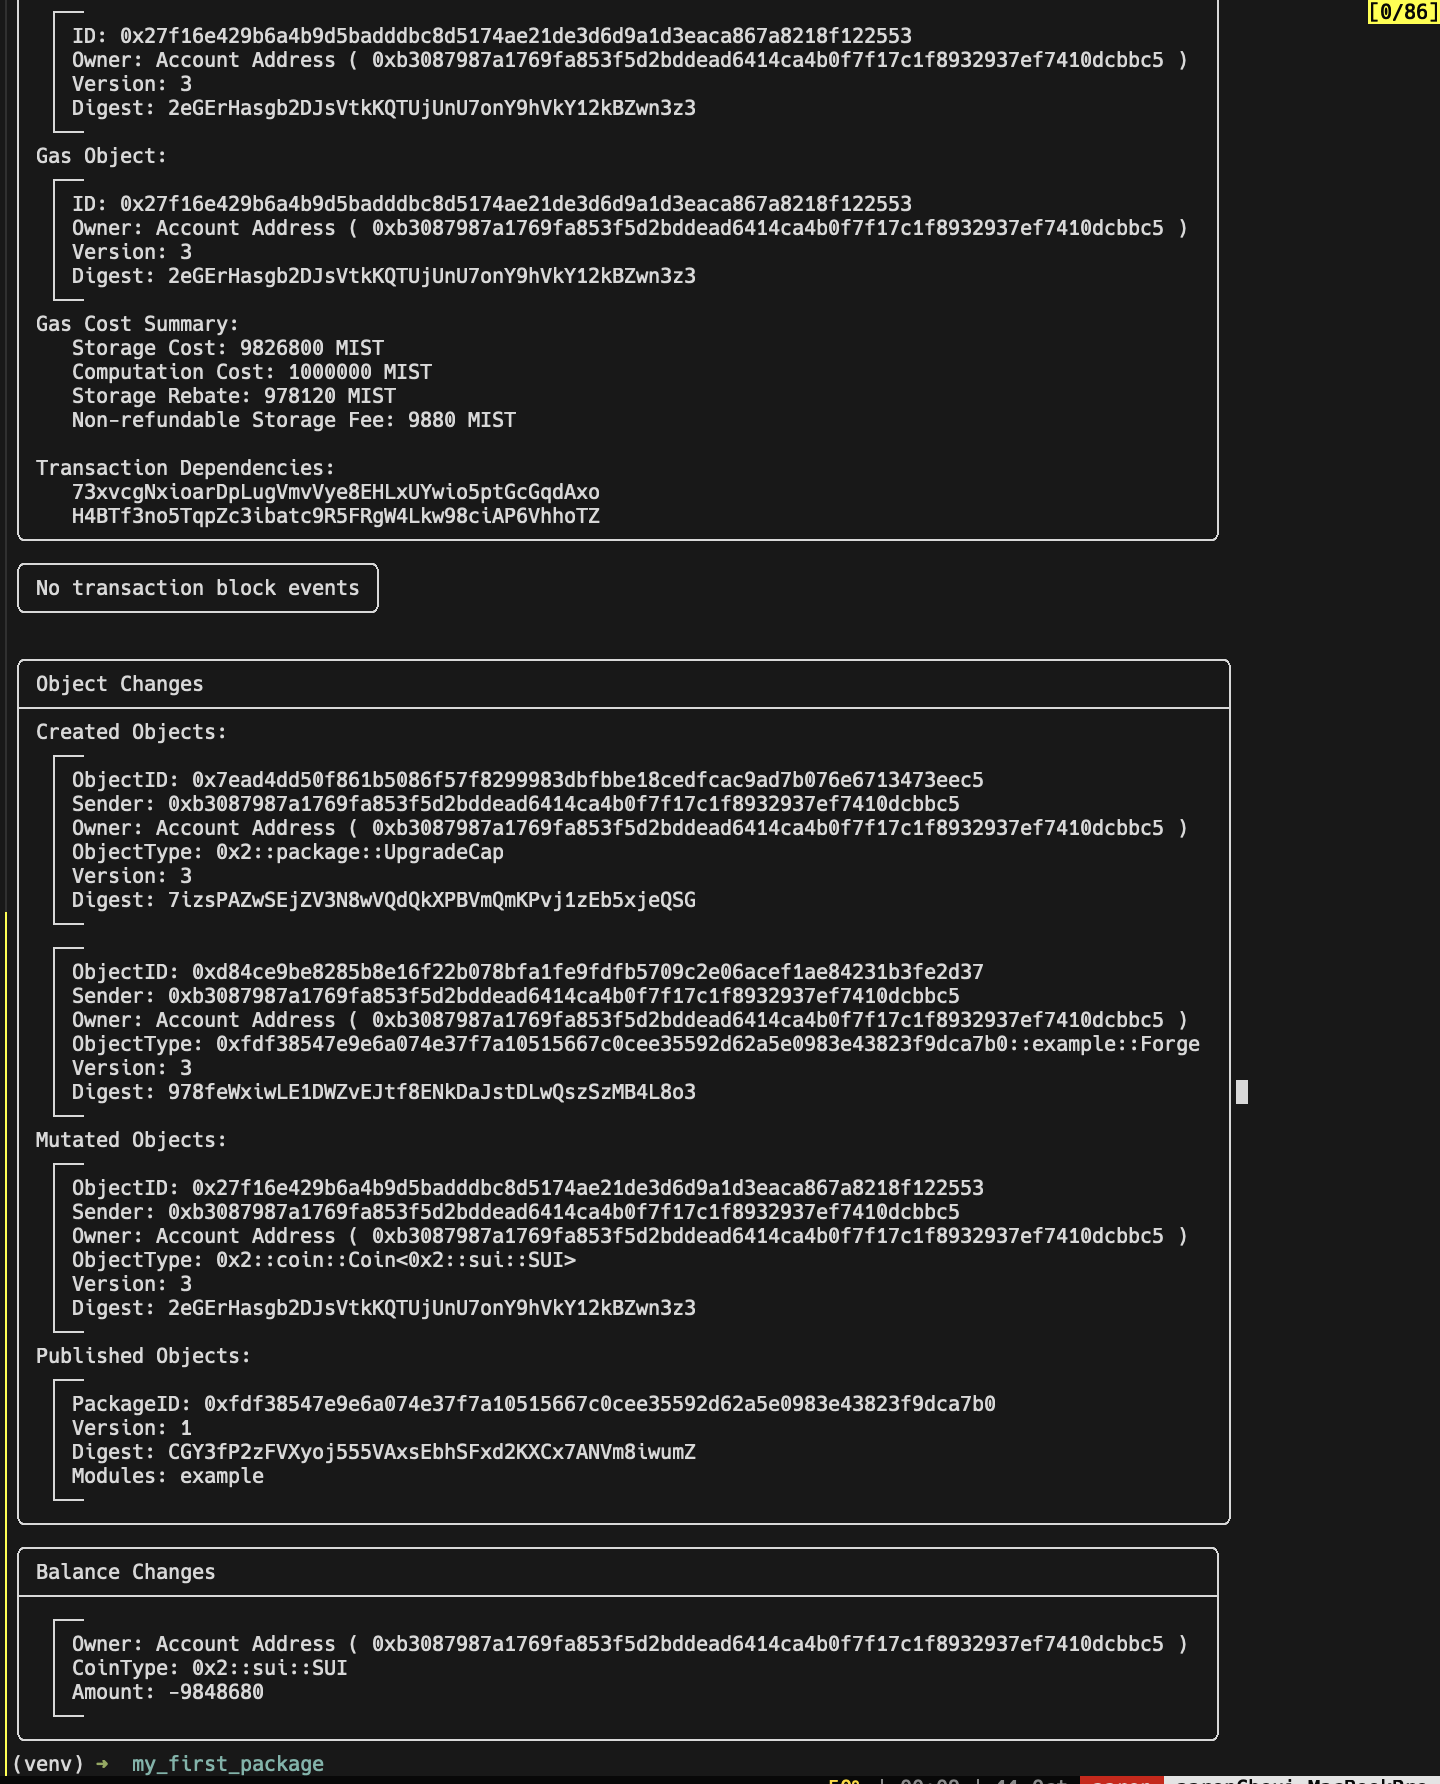 [0/86]
ID: 0x27f16e429b6a4b9d5badddbc8d5174ae21de3d6d9a1d3eaca867a8218f122553
Owner: Account Address ( 0xb3087987a1769fa853f5d2bddead6414ca4b0f7f17c1f8932937ef7410dcbbc5 )
Version: 3
Digest: 2eGErHasgb2DJsVtkKQTUjUnU7onY9hVkY12kBZwn3z3
Gas Object:
ID: 0x27f16e429b6a4b9d5badddbc8d5174ae21de3d6d9a1d3eaca867a8218f122553
Owner: Account Address ( 0xb3087987a1769fa853f5d2bddead6414ca4b0f7f17c1f8932937ef7410dcbbc5 )
Version: 3
Digest: 2eGErHasgb2DJsVtkKQTUjUnU7onY9hVkY12kBZwn3z3
Gas Cost Summary:
Storage Cost: 9826800 MIST
Computation Cost: 1000000 MIST
Storage Rebate: 978120 MIST
Non-refundable Storage Fee: 9880 MIST
Transaction Dependencies:
73xvcgNxioarDpLugVmvVye8EHLxUYwio5ptGcGqdAxo
H4BTf3no5TqpZc3ibatc9R5FRgW4Lkw98ciAP6VhhoTZ
No transaction block events
Object Changes
Created Objects:
ObjectID: 0x7ead4dd50f861b5086f57f8299983dbfbbe18cedfcac9ad7b076e6713473eec5
Sender: 0xb3087987a1769fa853f5d2bddead6414ca4b0f7f17c1f8932937ef7410dcbbc5
Owner: Account Address ( 0xb3087987a1769fa853f5d2bddead6414ca4b0f7f17c1f8932937ef7410dcbbc5 )
ObjectType: 0x2::package::UpgradeCap
Version: 3
Digest: 7izsPAZwSEjZV3N8wVQdQkXPBVmQmKPvj1zEb5xjeQSG
ObjectID: 0xd84ce9be8285b8e16f22b078bfa1fe9fdfb5709c2e06acef1ae84231b3fe2d37
Sender: 0xb3087987a1769fa853f5d2bddead6414ca4b0f7f17c1f8932937ef7410dcbbc5
Owner: Account Address ( 0xb3087987a1769fa853f5d2bddead6414ca4b0f7f17c1f8932937ef7410dcbbc5 )
ObjectType: 0xfdf38547e9e6a074e37f7a10515667c0cee35592d62a5e0983e43823f9dca7b0::example::Forge
Version: 3
Digest: 978feWxiwLE1DWZvEJtf8ENkDaJstDLwQszSzMB4L8o3
Mutated Objects:
ObjectID: 0x27f16e429b6a4b9d5badddbc8d5174ae21de3d6d9a1d3eaca867a8218f122553
Sender: 0xb3087987a1769fa853f5d2bddead6414ca4b0f7f17c1f8932937ef7410dcbbc5
Owner: Account Address ( 0xb3087987a1769fa853f5d2bddead6414ca4b0f7f17c1f8932937ef7410dcbbc5 )
ObjectType: 0x2::coin::Coin<0x2::sui::SUI>
Version: 3
Digest: 2eGErHasgb2DJsVtkKQTUjUnU7onY9hVkY12kBZwn3z3
Published Objects:
PackageID: 0xfdf38547e9e6a074e37f7a10515667c0cee35592d62a5e0983e43823f9dca7b0
Version: 1
Digest: CGY3fP2zFVXyoj555VAxsEbhSFxd2KXCx7ANVm8iwumZ
Modules: example
Balance Changes
Owner: Account Address ( 0xb3087987a1769fa853f5d2bddead6414ca4b0f7f17c1f8932937ef7410dcbbc5 )
CoinType: 0x2::sui::SUI
Amount: -9848680
(venv) ➜ my_first_package